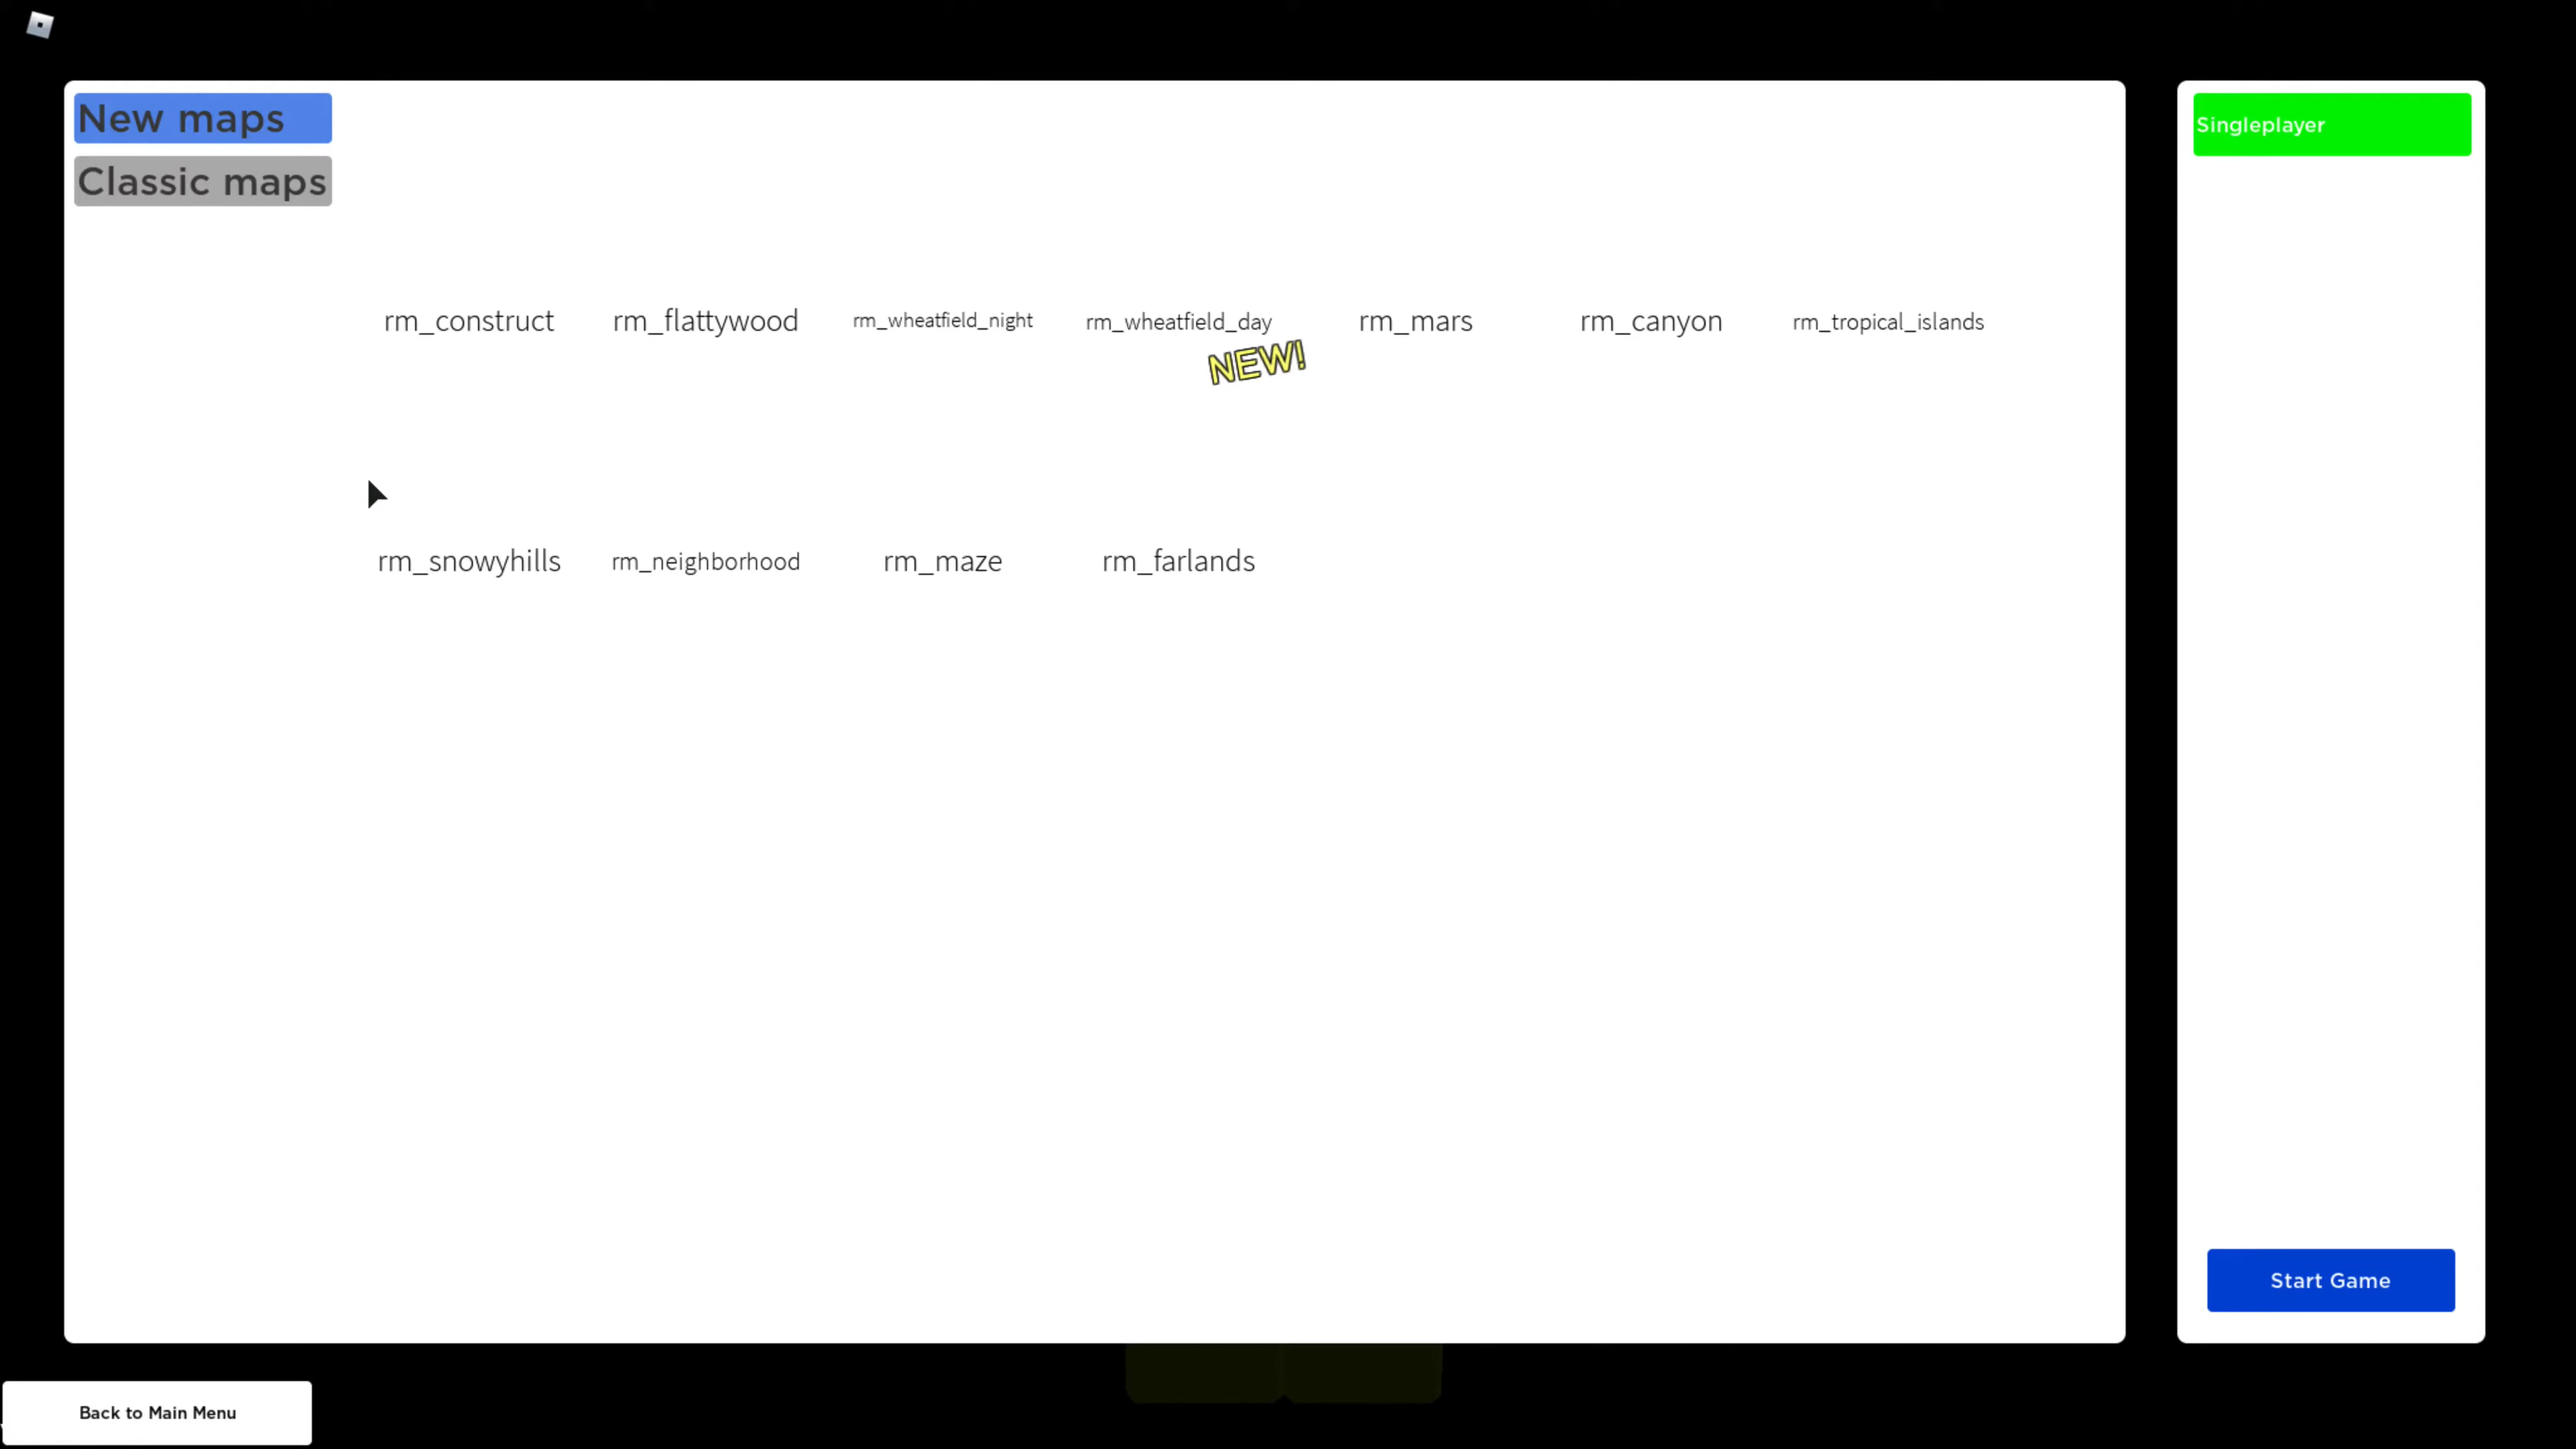 New maps
Classic maps
Singleplayer
rm_construct rm_flattywood rm_wheatfield_night rm_wheatfield_day rm_mars rm_canyon rm_tropical_islands
NEW!
rm_snowyhills rm_neighborhood rm_maze rm_farlands
Start Game
Back to Main Menu